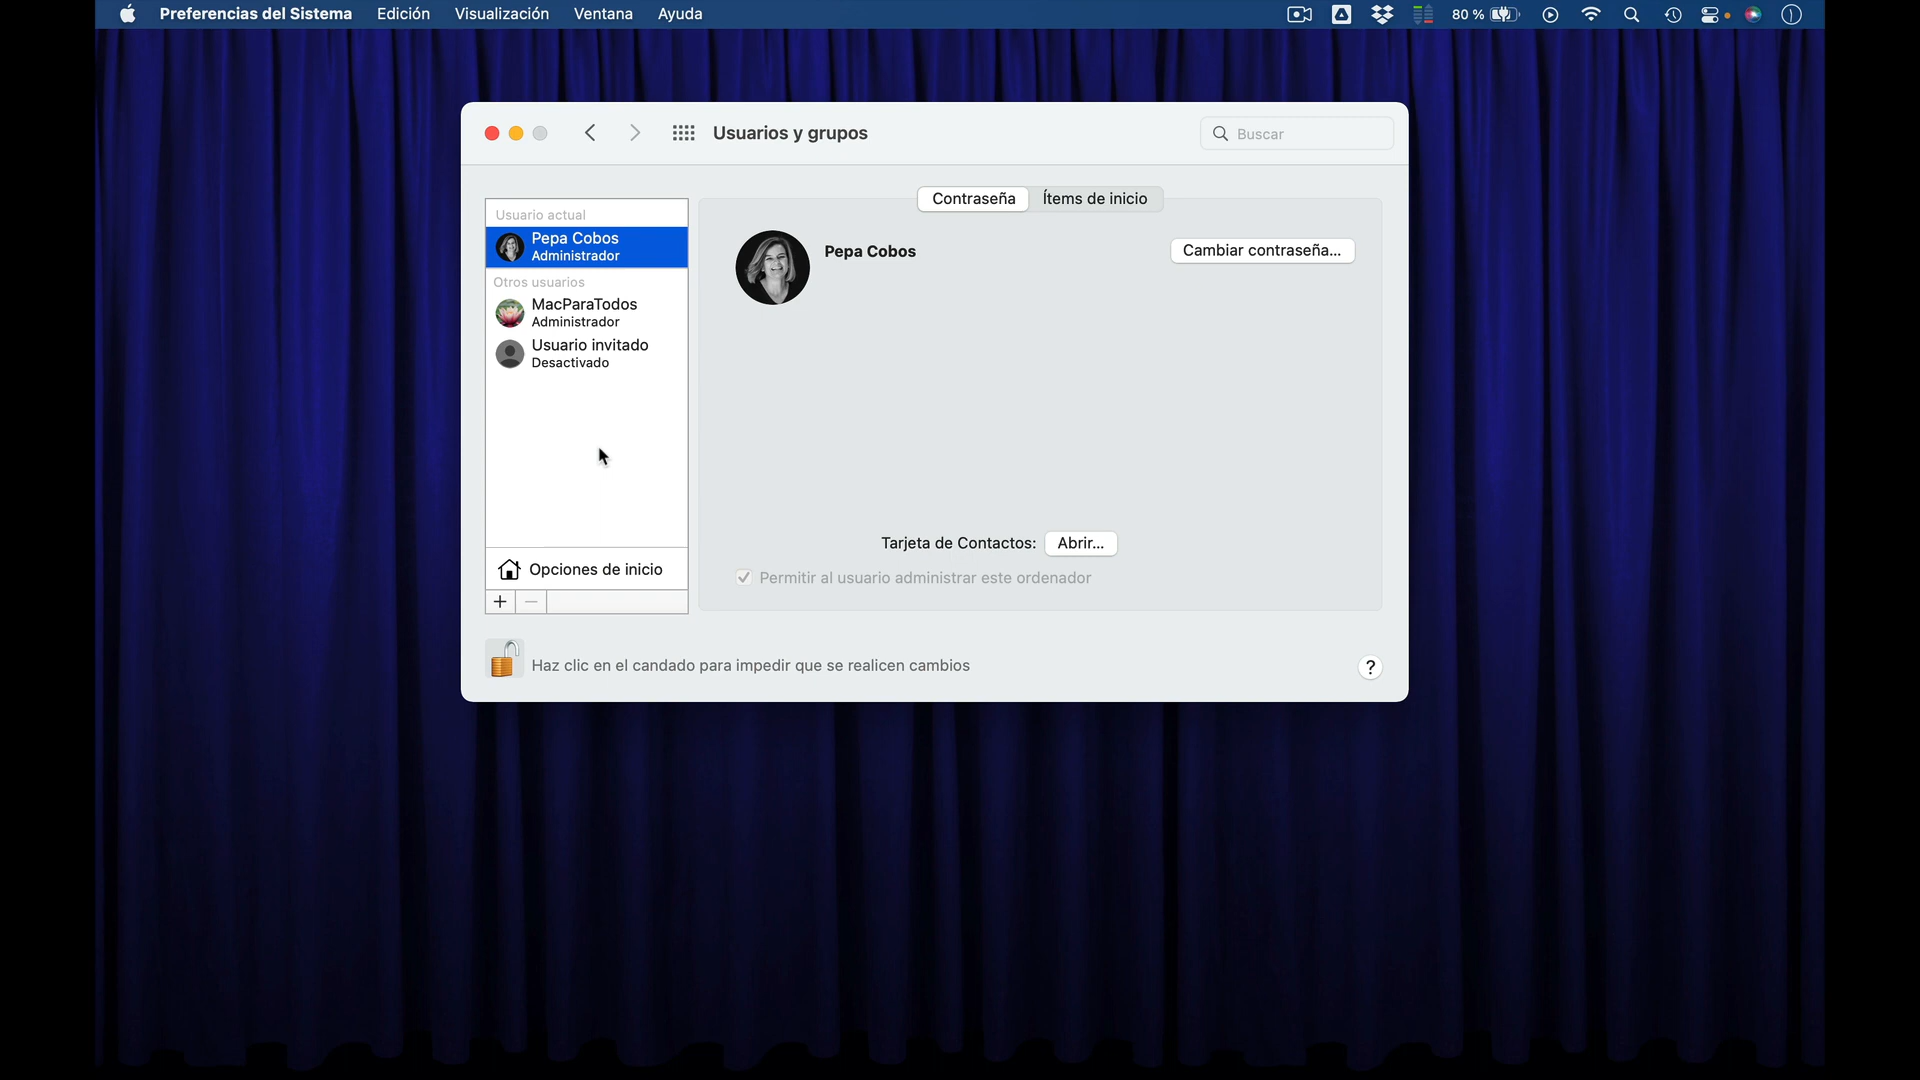 Preferencias del Sistema Edición Visualización Ventana Ayuda 80 %
Usuarios y grupos
Buscar
Contraseña Ítems de inicio
Usuario actual
Pepa Cobos
Administrador
Otros usuarios
MacParaTodos
Administrador
Usuario invitado
Desactivado
Opciones de inicio
+ −
Pepa Cobos
Cambiar contraseña...
Tarjeta de Contactos: Abrir...
Permitir al usuario administrar este ordenador
Haz clic en el candado para impedir que se realicen cambios
?